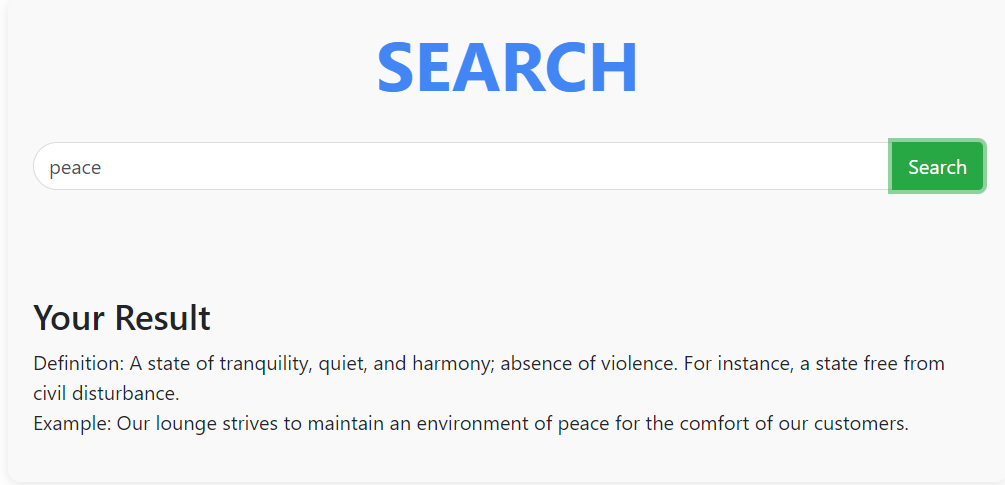 SEARCH
peace
Search
Your Result
Definition: A state of tranquility, quiet, and harmony; absence of violence. For instance, a state free from
civil disturbance.
Example: Our lounge strives to maintain an environment of peace for the comfort of our customers.